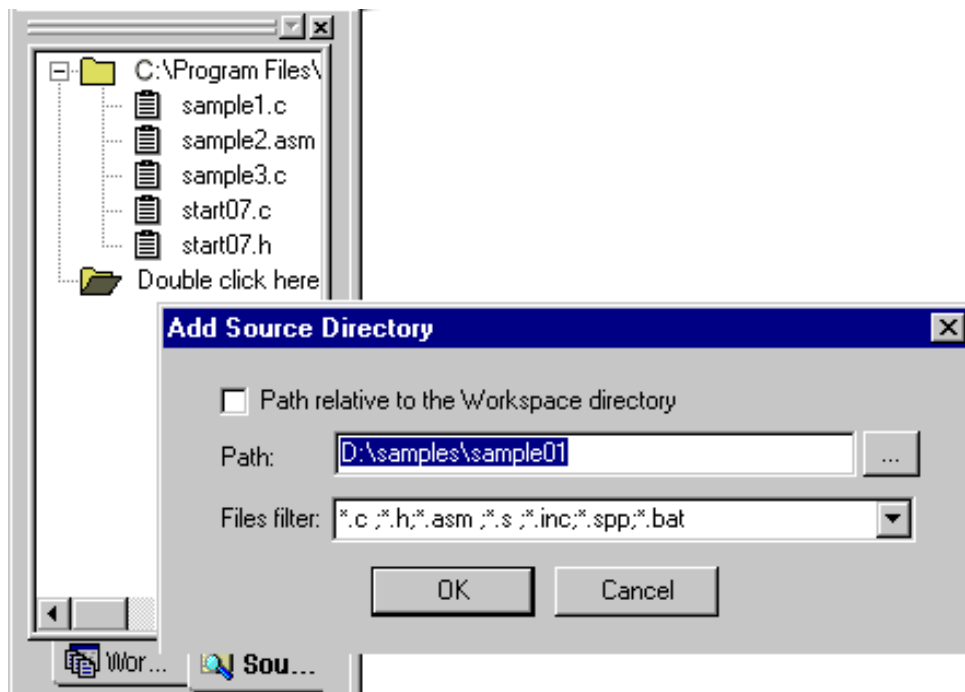 C:\Program Files\
sample1.c
sample2.asm
sample3.c
start07.c
start07.h
Double click here
Add Source Directory
Path relative to the Workspace directory
Path: D:\samples\sample01 ...
Files filter: *.c ;*.h;*.asm ;*.s ;*.inc;*.spp;*.bat
OK Cancel
Wor... Sou...